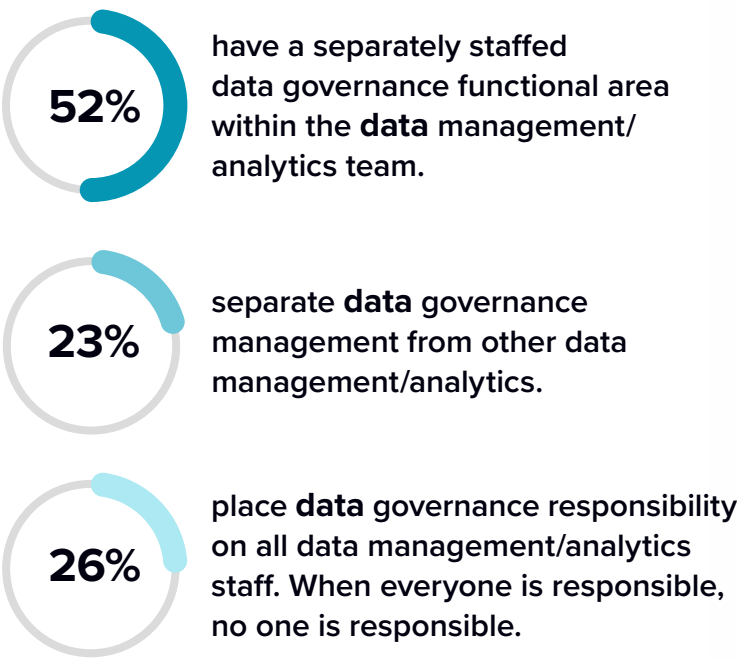 52%
have a separately staffed
data governance functional area
within the data management/
analytics team.
23%
separate data governance
management from other data
management/analytics.
26%
place data governance responsibility
on all data management/analytics
staff. When everyone is responsible,
no one is responsible.